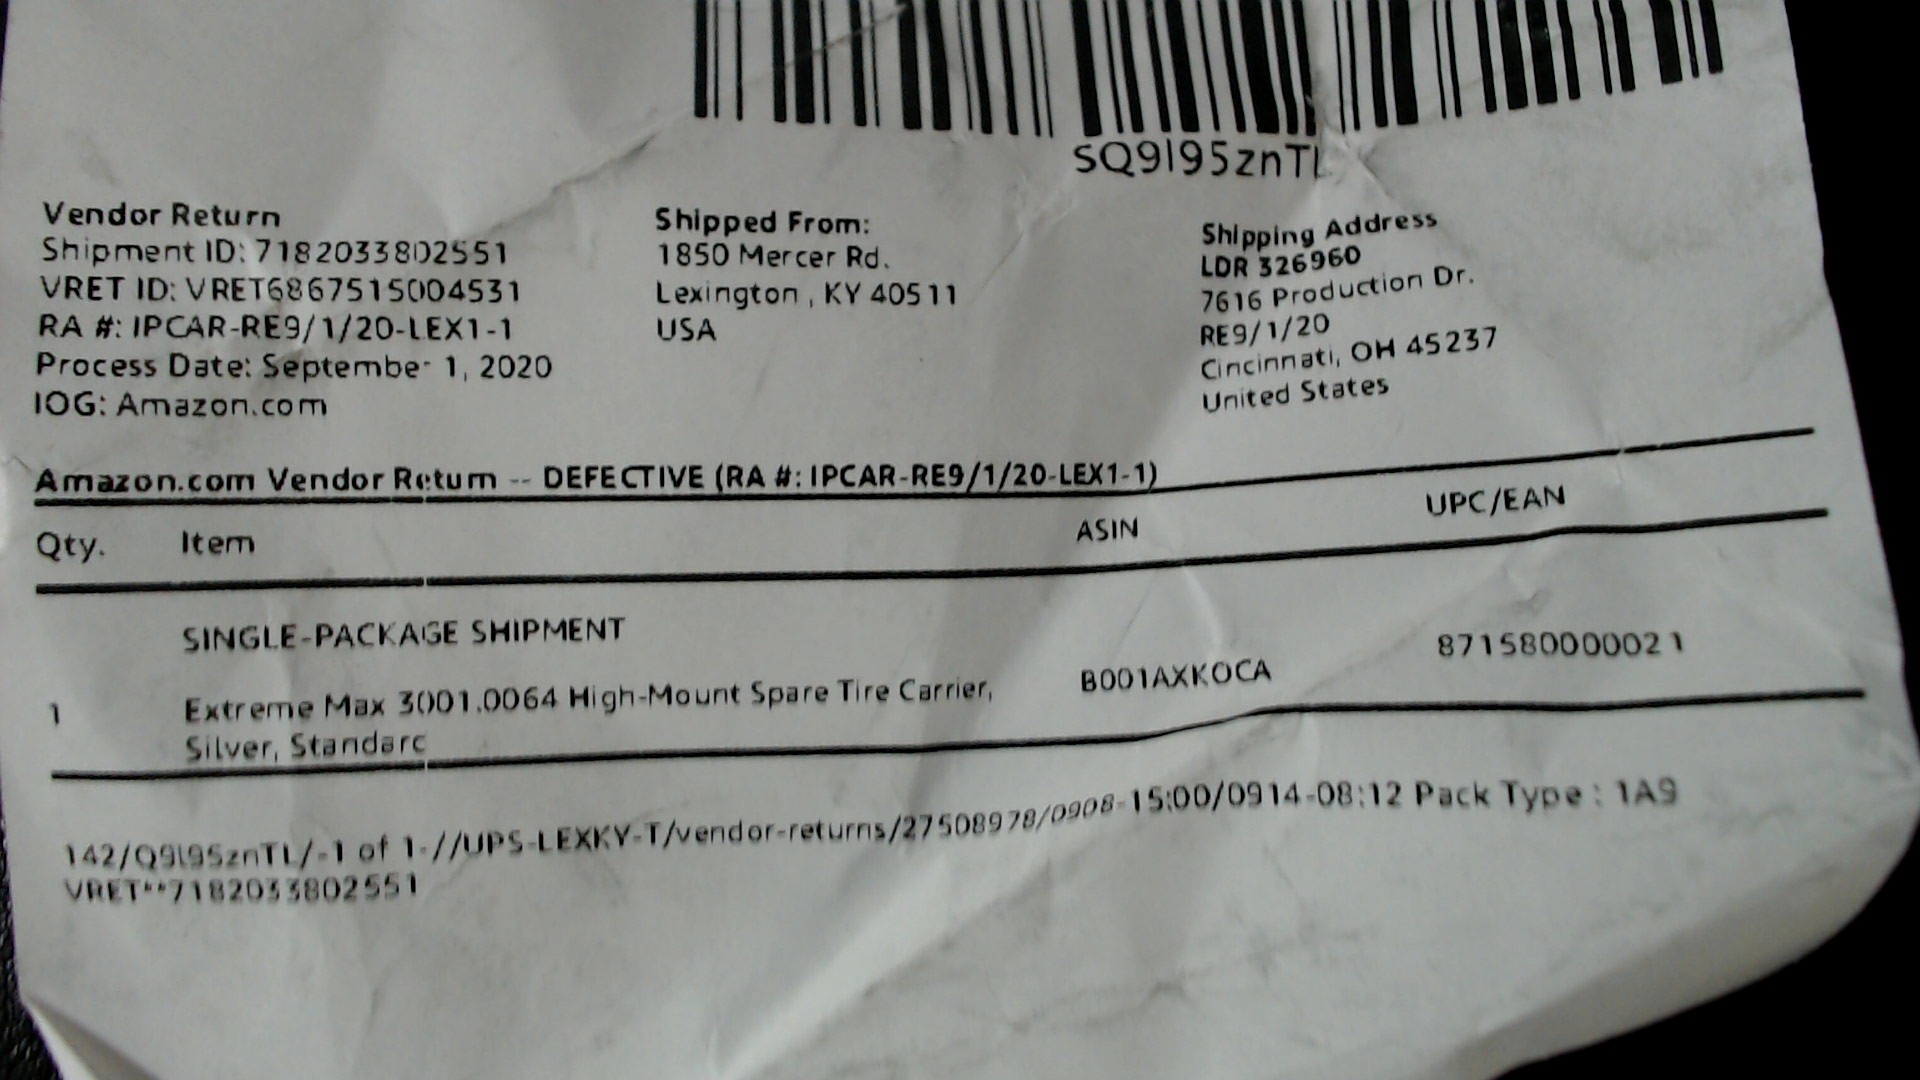 SQ9l95znTL
Vendor Return
Shipment ID: 7182033802551
VRET ID: VRET6867515004531
RA #: IPCAR-RE9/1/20-LEX1-1
Process Date: September 1, 2020
IOG: Amazon.com
Shipped From:
1850 Mercer Rd.
Lexington , KY 40511
USA
Shipping Address
LDR 326960
7616 Production Dr.
RE9/1/20
Cincinnati, OH 45237
United States
Amazon.com Vendor Return -- DEFECTIVE (RA #: IPCAR-RE9/1/20-LEX1-1)
Qty. Item ASIN UPC/EAN
SINGLE-PACKAGE SHIPMENT
1 Extreme Max 3001.0064 High-Mount Spare Tire Carrier, B001AXKOCA 871580000021
Silver, Standard
142/Q9l95znTL/-1 of 1-//UPS-LEXKY-T/vendor-returns/27508978/0908-15:00/0914-08:12 Pack Type : 1A9
VRET**7182033802551